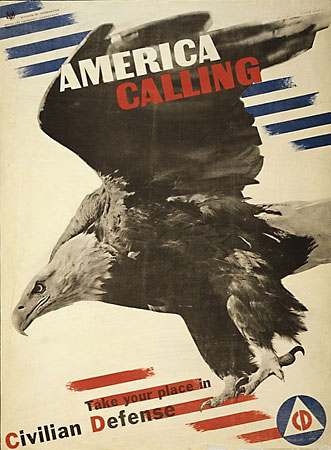 AMERICA
CALLING
Take your place in
Civilian Defense
CD